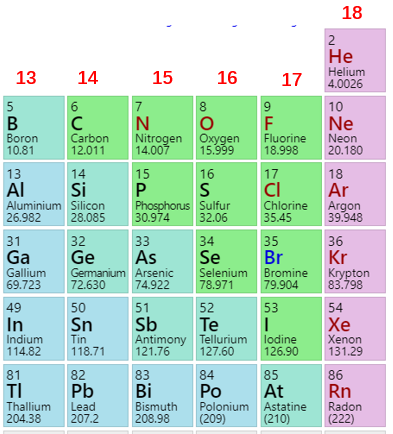 18
2
He
Helium
4.0026
13 14 15 16 17
5 6 7 8 9 10
B C N O F Ne
Boron Carbon Nitrogen Oxygen Fluorine Neon
10.81 12.011 14.007 15.999 18.998 20.180
13 14 15 16 17 18
Al Si P S Cl Ar
Aluminium Silicon Phosphorus Sulfur Chlorine Argon
26.982 28.085 30.974 32.06 35.45 39.948
31 32 33 34 35 36
Ga Ge As Se Br Kr
Gallium Germanium Arsenic Selenium Bromine Krypton
69.723 72.630 74.922 78.971 79.904 83.798
49 50 51 52 53 54
In Sn Sb Te I Xe
Indium Tin Antimony Tellurium Iodine Xenon
114.82 118.71 121.76 127.60 126.90 131.29
81 82 83 84 85 86
Tl Pb Bi Po At Rn
Thallium Lead Bismuth Polonium Astatine Radon
204.38 207.2 208.98 (209) (210) (222)